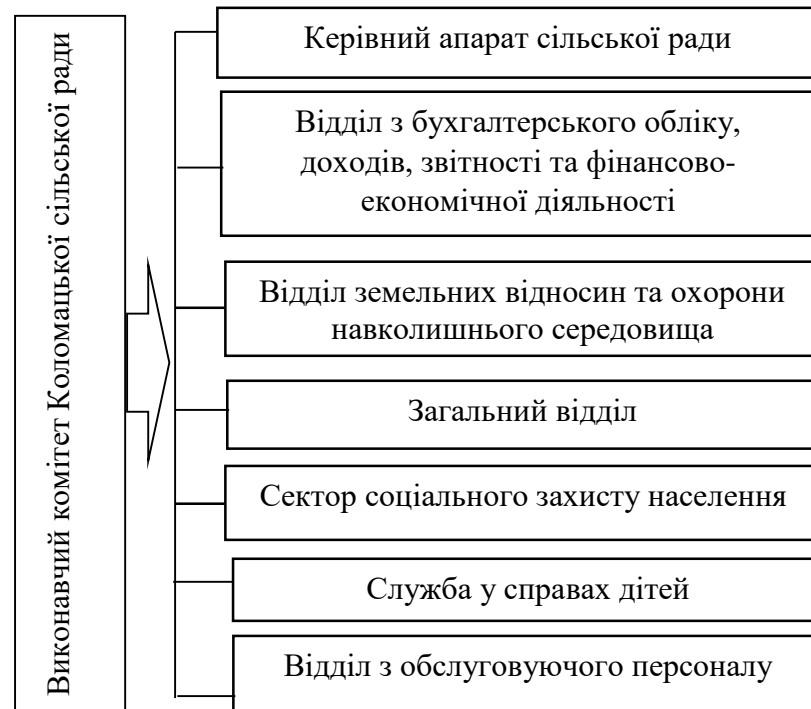 Виконавчий комітет Коломацької сільської ради
Керівний апарат сільської ради
Відділ з бухгалтерського обліку,
доходів, звітності та фінансово-
економічної діяльності
Відділ земельних відносин та охорони
навколишнього середовища
Загальний відділ
Сектор соціального захисту населення
Служба у справах дітей
Відділ з обслуговуючого персоналу